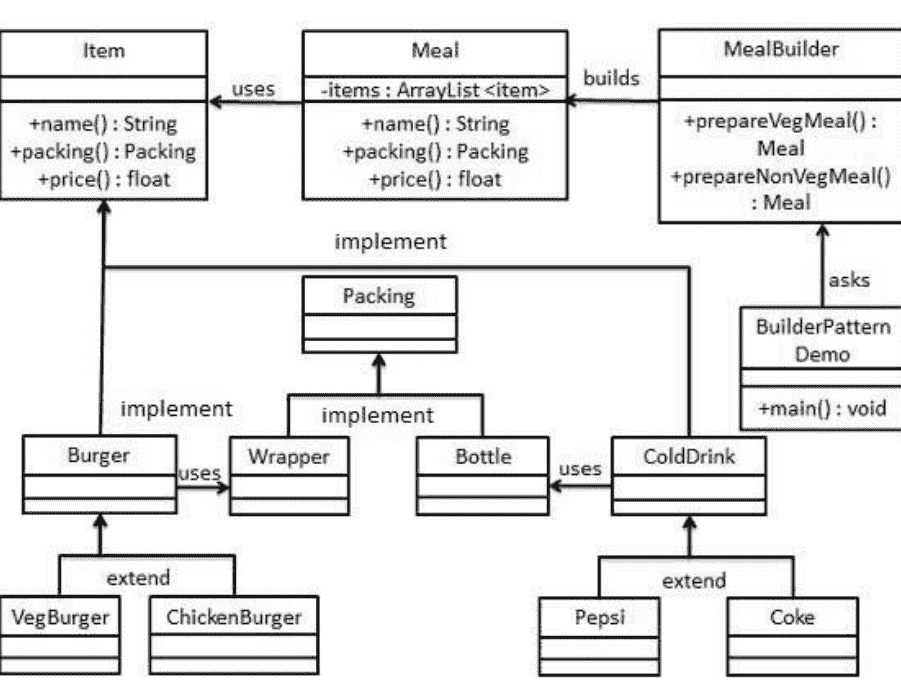 Item
+name() : String
+packing() : Packing
+price() : float
uses
Meal
-items : ArrayList <item>
+name() : String
+packing() : Packing
+price() : float
builds
MealBuilder
+prepareVegMeal() :
Meal
+prepareNonVegMeal()
: Meal
implement
asks
Packing
BuilderPattern
Demo
+main() : void
implement
implement
Burger
uses
Wrapper
Bottle
uses
ColdDrink
extend
extend
VegBurger
ChickenBurger
Pepsi
Coke